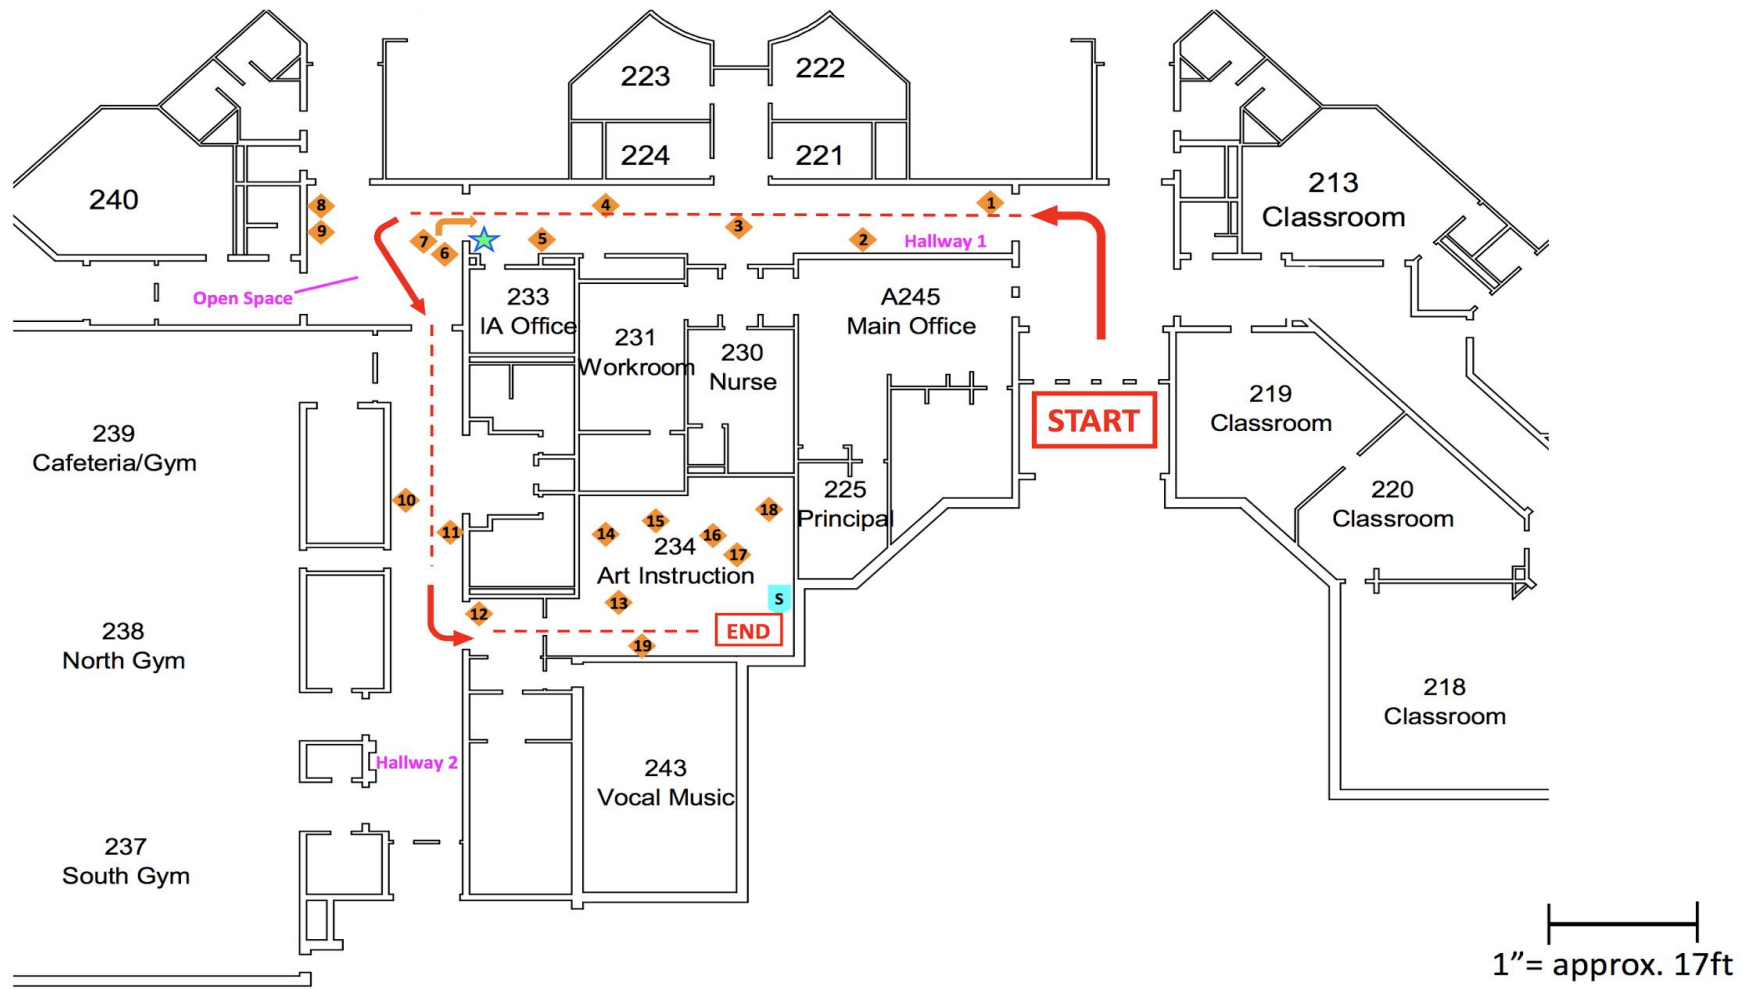 223
222
224
221
240
213
Classroom
8
9
4
1
3
7
6
5
2
Hallway 1
Open Space
233
IA Office
A245
Main Office
231
Workroom
230
Nurse
START
219
Classroom
239
Cafeteria/Gym
220
Classroom
225
Principal
10
11
18
15
14
16
17
234
Art Instruction
13
S
12
END
19
238
North Gym
218
Classroom
Hallway 2
243
Vocal Music
237
South Gym
1”= approx. 17ft